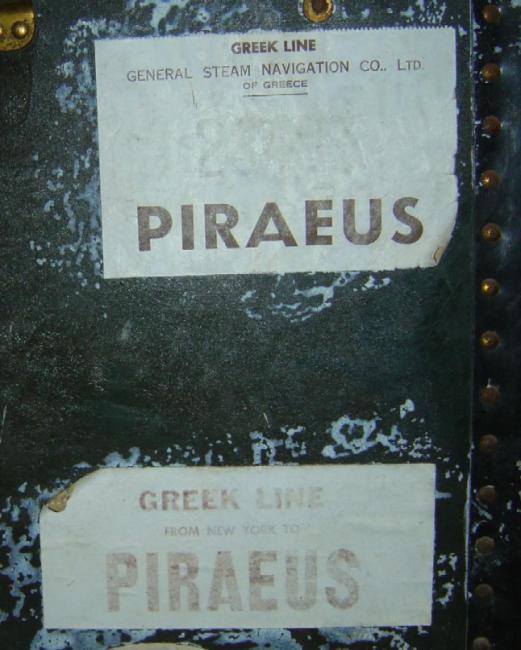 GREEK LINE
GENERAL STEAM NAVIGATION CO., LTD.
OF GREECE
PIRAEUS
GREEK LINE
FROM NEW YORK TO
PIRAEUS